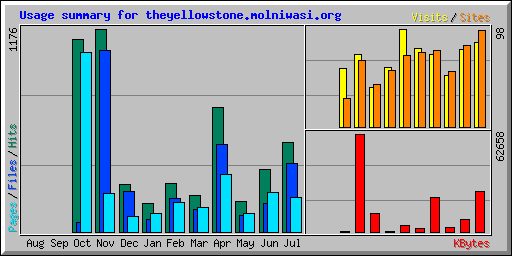 Usage summary for theyellowstone.molniwasi.org
Visits/Sites
1176
98
Pages/Files/Hits
62658
Aug Sep Oct Nov Dec Jan Feb Mar Apr May Jun Jul
KBytes